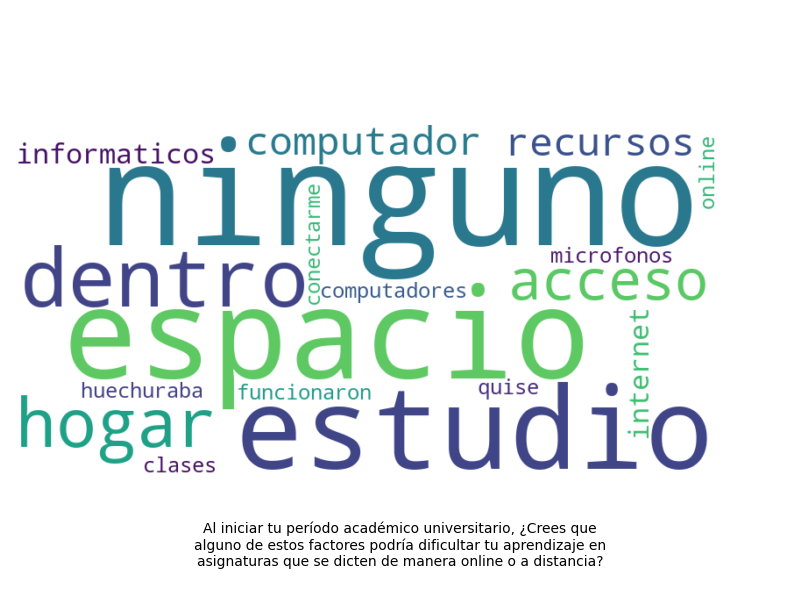 informaticos
computador
recursos
online
ninguno
conectarme
dentro
computadores
microfonos
acceso
espacio
internet
huechuraba
funcionaron
quise
hogar
estudio
clases
Al iniciar tu período académico universitario, ¿Crees que
alguno de estos factores podría dificultar tu aprendizaje en
asignaturas que se dicten de manera online o a distancia?